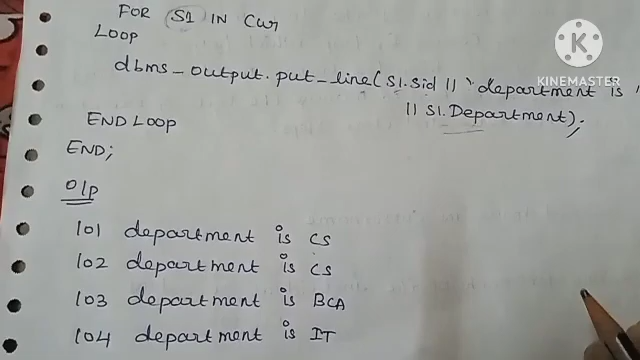 FOR S1 IN Cur
LOOP
dbms_output.put_line(S1.Sid || 'department is '
|| S1.Department);
END LOOP
END;
O/P
101 department is CS
102 department is CS
103 department is BCA
104 department is IT
KINEMASTER